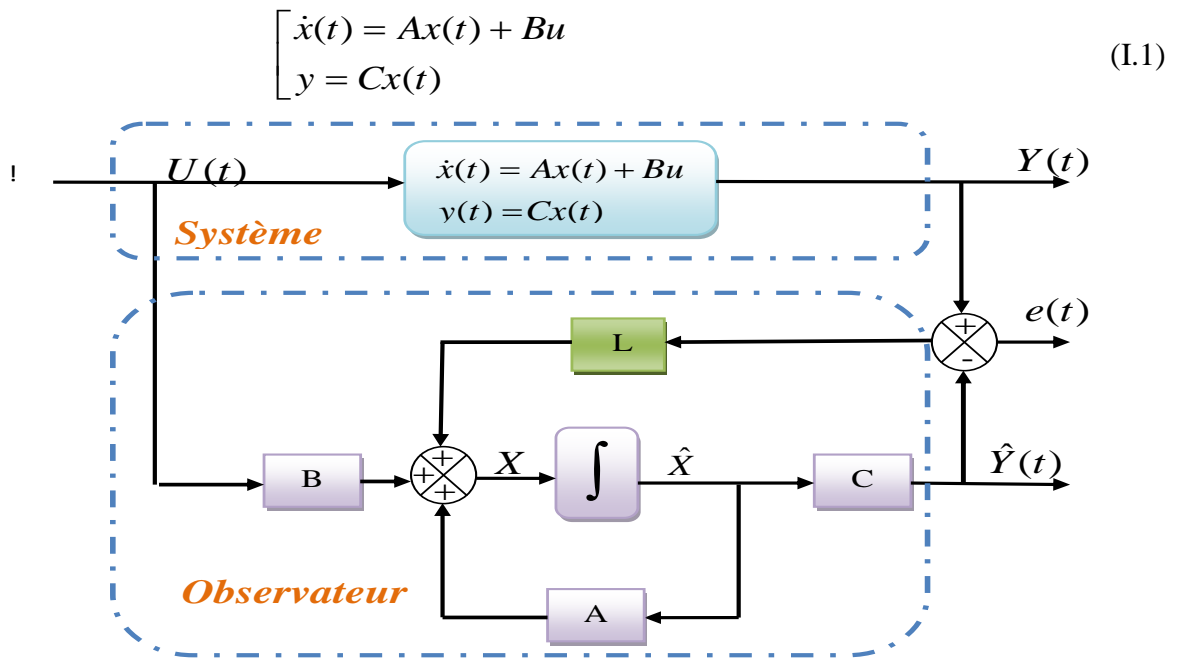 ẋ(t) = Ax(t) + Bu
y = Cx(t)
(I.1)
!
U(t)
ẋ(t) = Ax(t) + Bu
y(t) = Cx(t)
Y(t)
Système
+
-
e(t)
L
B
+
+
+
X
∫
X̂
C
Ŷ(t)
Observateur
A